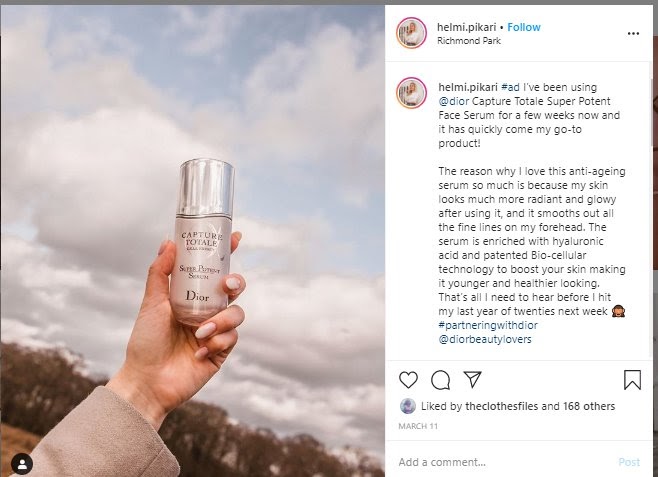 CAPTURE
TOTALE
SUPER POTENT
SERUM
Dior
helmi.pikari • Follow
Richmond Park
helmi.pikari #ad I've been using
@dior Capture Totale Super Potent
Face Serum for a few weeks now and
it has quickly come my go-to
product!
The reason why I love this anti-ageing
serum so much is because my skin
looks much more radiant and glowy
after using it, and it smooths out all
the fine lines on my forehead. The
serum is enriched with hyaluronic
acid and patented Bio-cellular
technology to boost your skin making
it younger and healthier looking.
That's all I need to hear before I hit
my last year of twenties next week 🙈
#partneringwithdior
@diorbeautylovers
Liked by theclothesfiles and 168 others
MARCH 11
Add a comment... Post